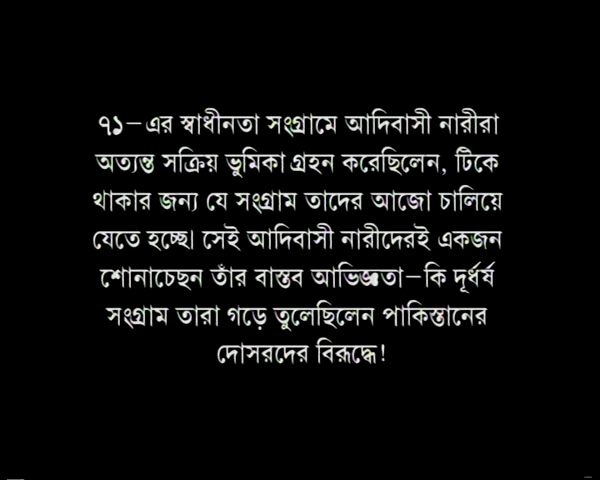 ৭১–এর স্বাধীনতা সংগ্রামে আদিবাসী নারীরা
অত্যন্ত সক্রিয় ভুমিকা গ্রহন করেছিলেন, টিকে
থাকার জন্য যে সংগ্রাম তাদের আজো চালিয়ে
যেতে হচ্ছে। সেই আদিবাসী নারীদেরই একজন
শোনাচেছন তাঁর বাস্তব আভিজ্ঞতা–কি দূর্ধর্ষ
সংগ্রাম তারা গড়ে তুলেছিলেন পাকিস্তানের
দোসরদের বিরূদ্ধে!